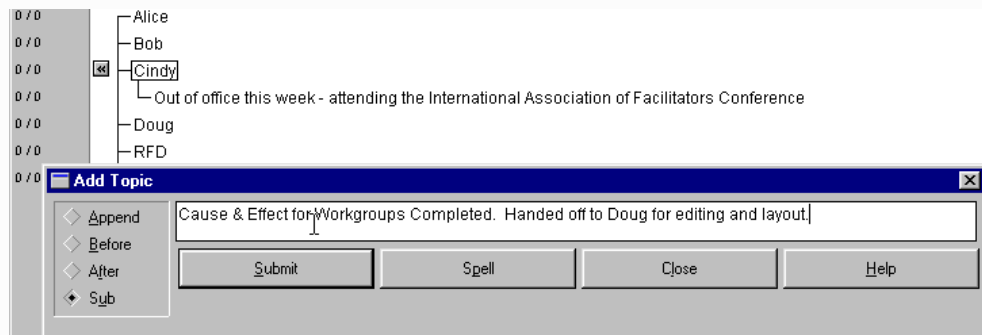 0 / 0 Alice
0 / 0 Bob
0 / 0 « Cindy
0 / 0 Out of office this week - attending the International Association of Facilitators Conference
0 / 0 Doug
0 / 0 RFD
0 / 0
Add Topic
Append
Before
After
Sub
Cause & Effect for Workgroups Completed.  Handed off to Doug for editing and layout.
Submit Spell Close Help